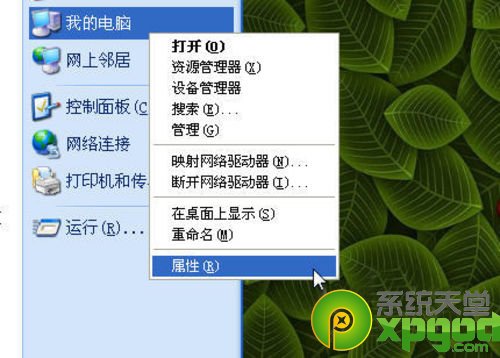 我的电脑
网上邻居
控制面板(C
网络连接
打印机和传
运行(R)...
打开(O)
资源管理器(X)
设备管理器
搜索(E)...
管理(G)
映射网络驱动器(N)...
断开网络驱动器(I)...
在桌面上显示(S)
重命名(M)
属性(R)
系统天堂
xpgod